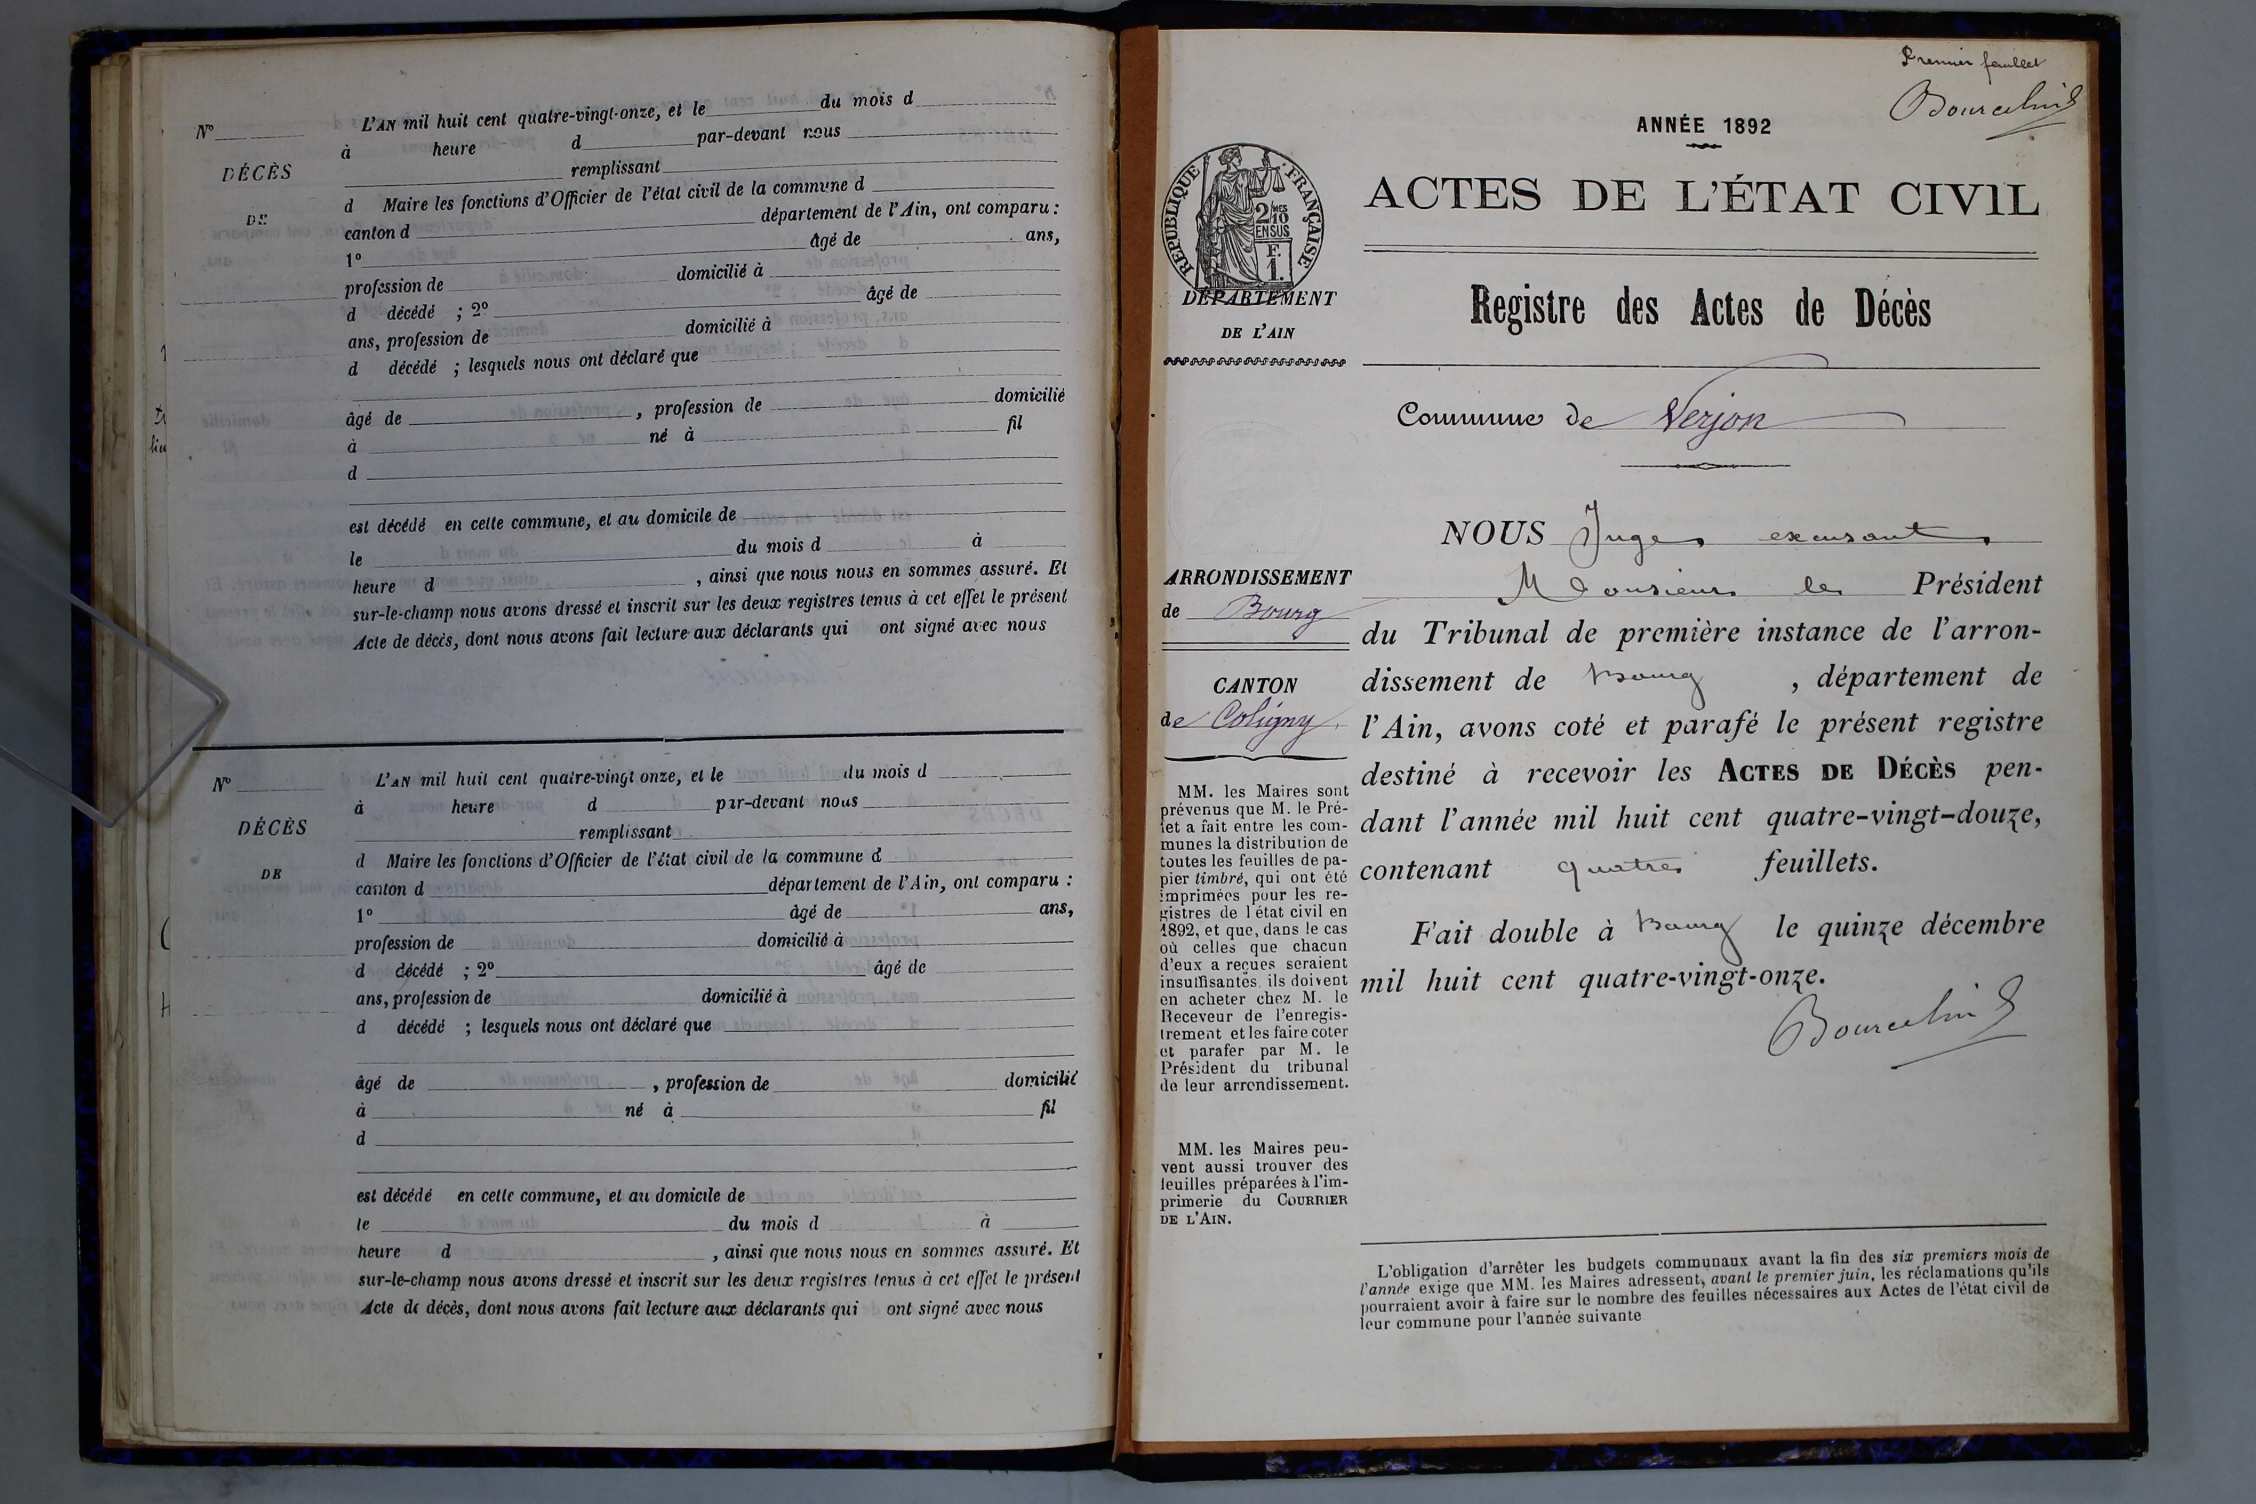 N°
DÉCÈS
DE
L'AN mil huit cent quatre-vingt-onze, et le du mois d
à heure d par-devant nous
remplissant
d Maire les fonctions d'Officier de l'état civil de la commune d
canton d département de l'Ain, ont comparu :
1° âgé de ans,
profession de domicilié à
d décédé ; 2° âgé de
ans, profession de domicilié à
d décédé ; lesquels nous ont déclaré que
âgé de , profession de domicilié
à né à fil
d
est décédé en cette commune, et au domicile de
le du mois d à
heure d , ainsi que nous nous en sommes assuré. Et
sur-le-champ nous avons dressé et inscrit sur les deux registres tenus à cet effet le présent
Acte de décès, dont nous avons fait lecture aux déclarants qui ont signé avec nous
N°
DÉCÈS
DE
L'AN mil huit cent quatre-vingt onze, et le du mois d
à heure d par-devant nous
remplissant
d Maire les fonctions d'Officier de l'état civil de la commune d
canton d département de l'Ain, ont comparu :
1° âgé de ans,
profession de domicilié à
d décédé ; 2° âgé de
ans, profession de domicilié à
d décédé ; lesquels nous ont déclaré que
âgé de , profession de domicilié
à né à fil
d
est décédé en cette commune, et au domicile de
le du mois d à
heure d , ainsi que nous nous en sommes assuré. Et
sur-le-champ nous avons dressé et inscrit sur les deux registres tenus à cet effet le présent
Acte de décès, dont nous avons fait lecture aux déclarants qui ont signé avec nous
Premier feuillet
Bourcelin
ANNÉE 1892
ACTES DE L'ÉTAT CIVIL
RÉPUBLIQUE FRANÇAISE
2/10 MES
EN SUS
F.
1.
DÉPARTEMENT
DE L'AIN
Registre des Actes de Décès
Commune de Verjon
ARRONDISSEMENT
de Bourg
CANTON
de Coligny
MM. les Maires sont
prévenus que M. le Pré-
fet a fait entre les com-
munes la distribution de
toutes les feuilles de pa-
pier timbré, qui ont été
imprimées pour les re-
gistres de l'état civil en
1892, et que, dans le cas
où celles que chacun
d'eux a reçues seraient
insuffisantes, ils doivent
en acheter chez M. le
Receveur de l'enregis-
trement et les faire coter
et parafer par M. le
Président du tribunal
de leur arrondissement.
MM. les Maires peu-
vent aussi trouver des
feuilles préparées à l'im-
primerie du COURRIER
DE L'AIN.
NOUS Juge excusant
Monsieur le Président
du Tribunal de première instance de l'arron-
dissement de Bourg , département de
l'Ain, avons coté et parafé le présent registre
destiné à recevoir les ACTES DE DÉCÈS pen-
dant l'année mil huit cent quatre-vingt-douze,
contenant quatre feuillets.
Fait double à Bourg le quinze décembre
mil huit cent quatre-vingt-onze.
Bourcelin
L'obligation d'arrêter les budgets communaux avant la fin des six premiers mois de
l'année exige que MM. les Maires adressent, avant le premier juin, les réclamations qu'ils
pourraient avoir à faire sur le nombre des feuilles nécessaires aux Actes de l'état civil de
leur commune pour l'année suivante